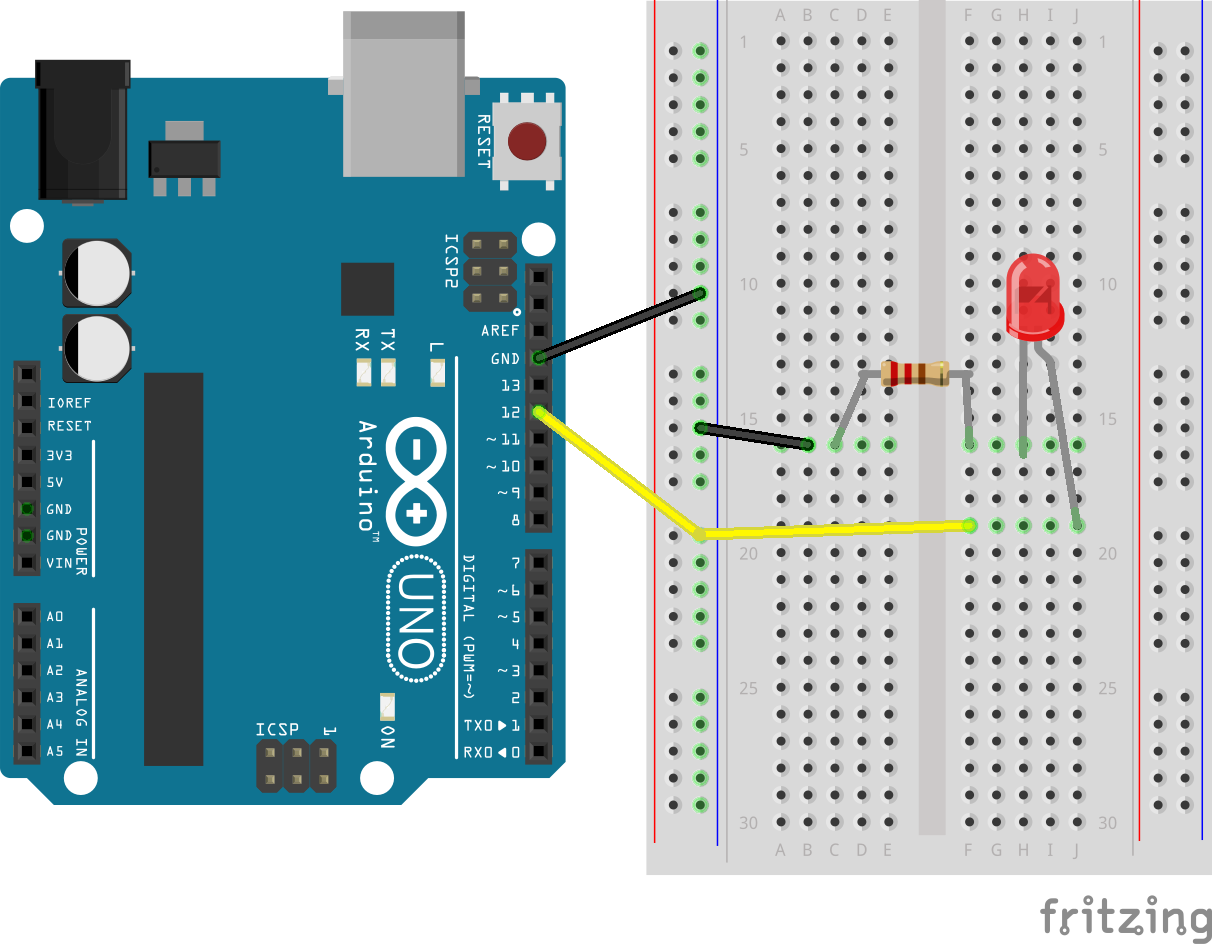 A B C D E F G H I J
1 1
5 5
10 10
15 15
20 20
25 25
30 30
A B C D E F G H I J
RESET
ICSP2
AREF
GND
13
12
~11
~10
~9
8
7
~6
~5
4
~3
2
TX0▶1
RX0◀0
DIGITAL (PWM=~)
RX TX L
Arduino™
UNO
IOREF
RESET
3V3
5V
GND
GND
VIN
POWER
A0
A1
A2
A3
A4
A5
ANALOG IN
ICSP 1
ON
fritzing